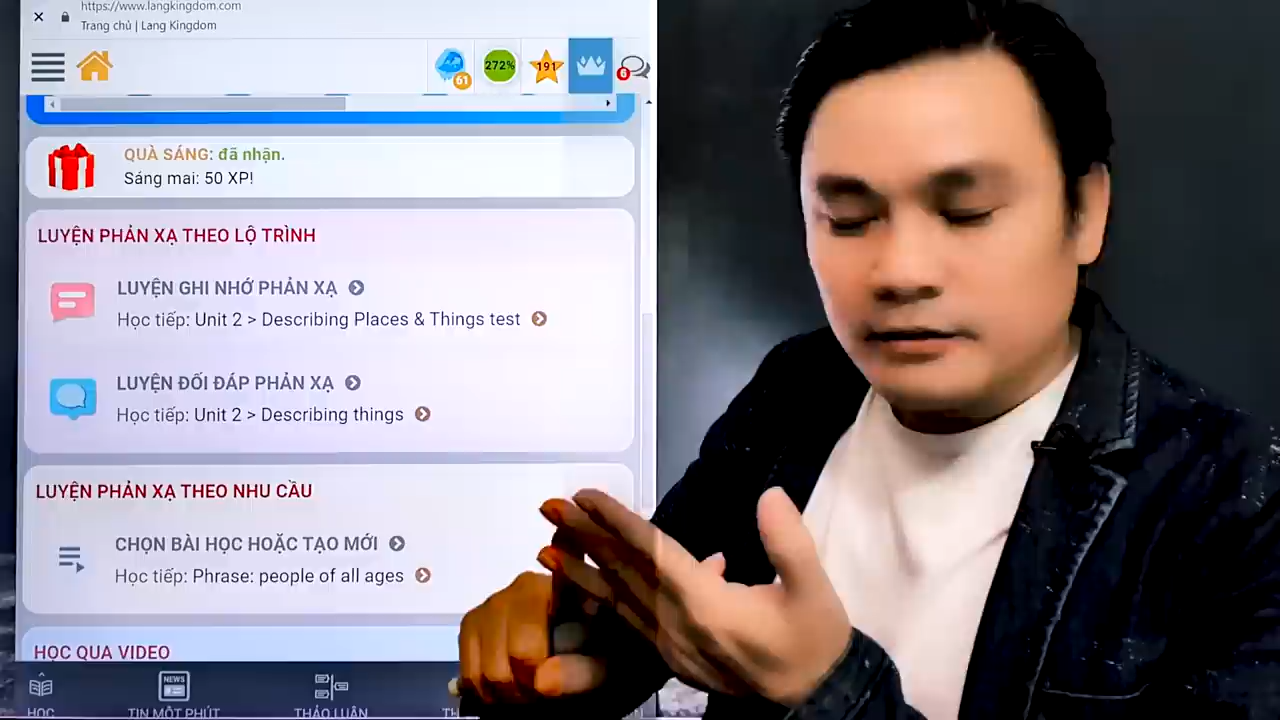 https://www.langkingdom.com
Trang chủ | Lang Kingdom
61
272%
191
6
QUÀ SÁNG: đã nhận.
Sáng mai: 50 XP!
LUYỆN PHẢN XẠ THEO LỘ TRÌNH
LUYỆN GHI NHỚ PHẢN XẠ
Học tiếp: Unit 2 > Describing Places & Things test
LUYỆN ĐỐI ĐÁP PHẢN XẠ
Học tiếp: Unit 2 > Describing things
LUYỆN PHẢN XẠ THEO NHU CẦU
CHỌN BÀI HỌC HOẶC TẠO MỚI
Học tiếp: Phrase: people of all ages
HỌC QUA VIDEO
NEWS
HỌC
TIN MỘT PHÚT
THẢO LUẬN